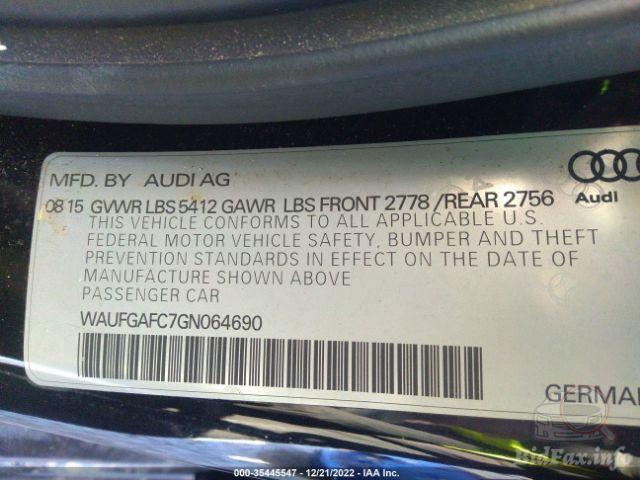 MFD. BY AUDI AG
08 15 GVWR LBS 5412 GAWR LBS FRONT 2778 /REAR 2756
Audi
THIS VEHICLE CONFORMS TO ALL APPLICABLE U.S.
FEDERAL MOTOR VEHICLE SAFETY, BUMPER AND THEFT
PREVENTION STANDARDS IN EFFECT ON THE DATE OF
MANUFACTURE SHOWN ABOVE
PASSENGER CAR
WAUFGAFC7GN064690
GERMAN
BidFax.info
000-35445547 - 12/21/2022 - IAA Inc.